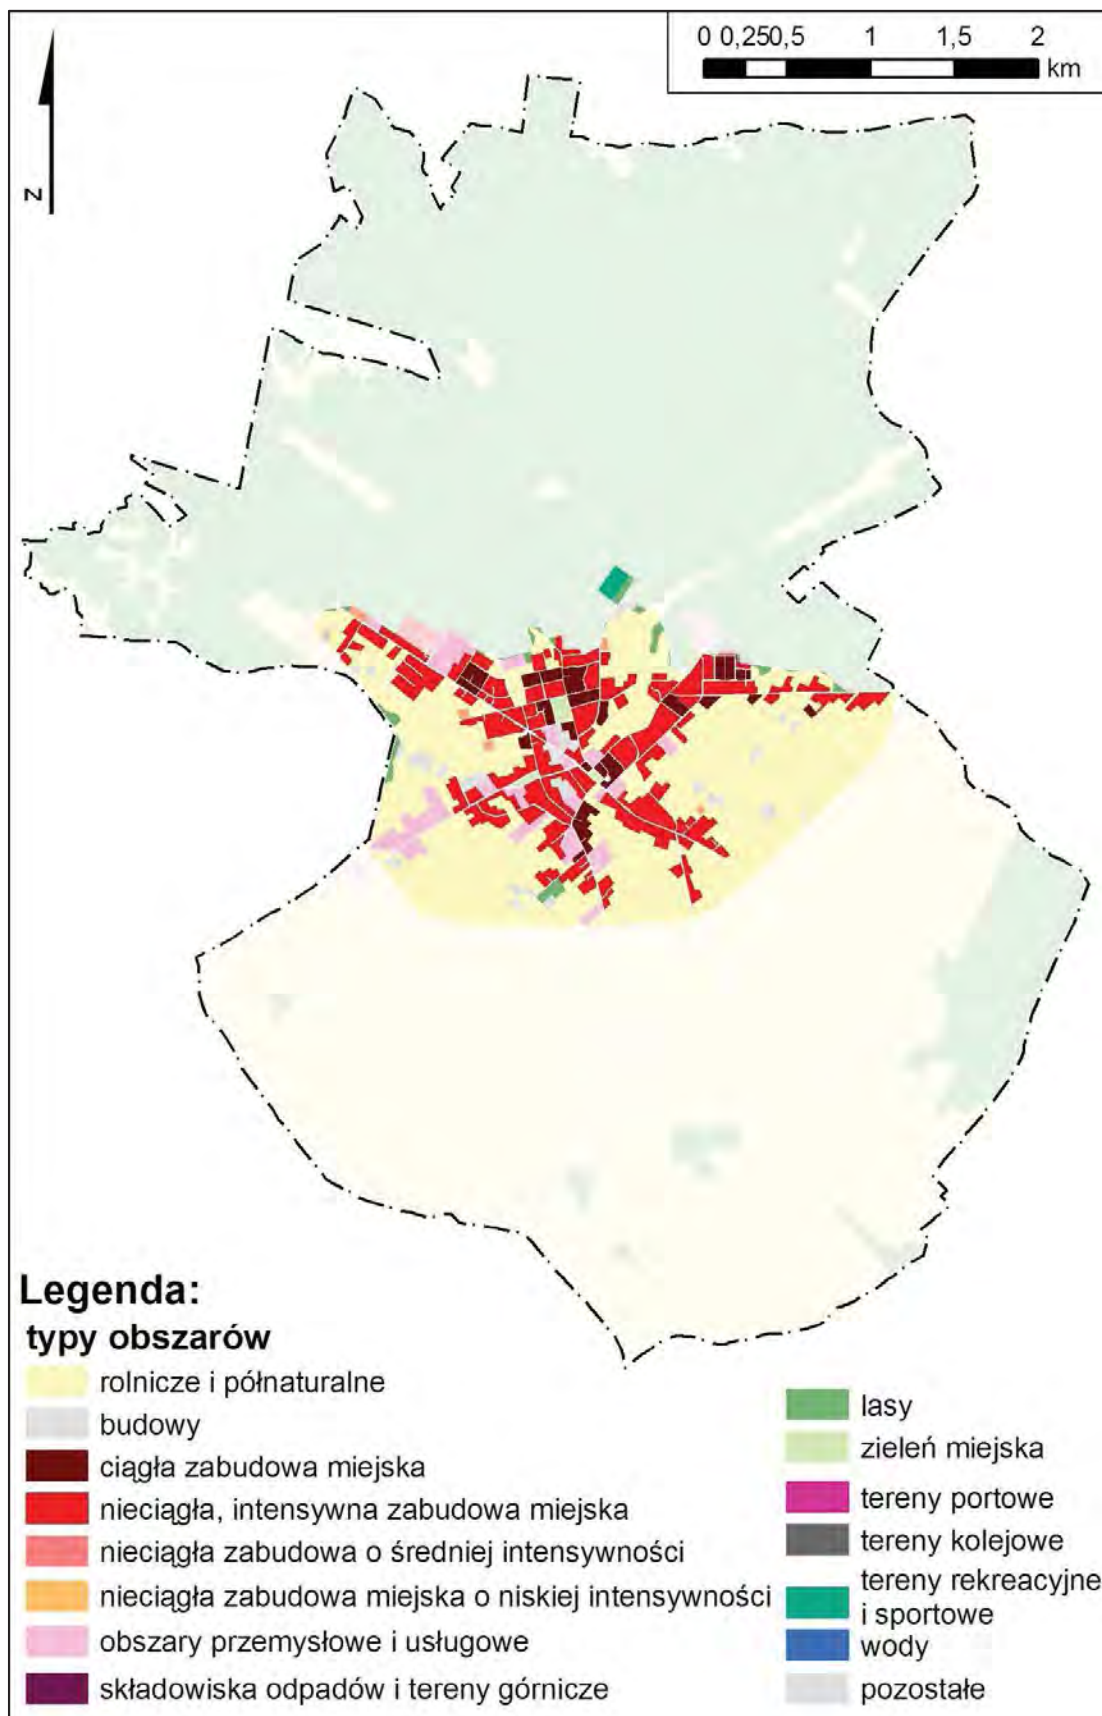 0 0,25 0,5 1 1,5 2
km
N
Legenda:
typy obszarów
rolnicze i półnaturalne
budowy
ciągła zabudowa miejska
nieciągła, intensywna zabudowa miejska
nieciągła zabudowa o średniej intensywności
nieciągła zabudowa miejska o niskiej intensywności
obszary przemysłowe i usługowe
składowiska odpadów i tereny górnicze
lasy
zieleń miejska
tereny portowe
tereny kolejowe
tereny rekreacyjne
i sportowe
wody
pozostałe